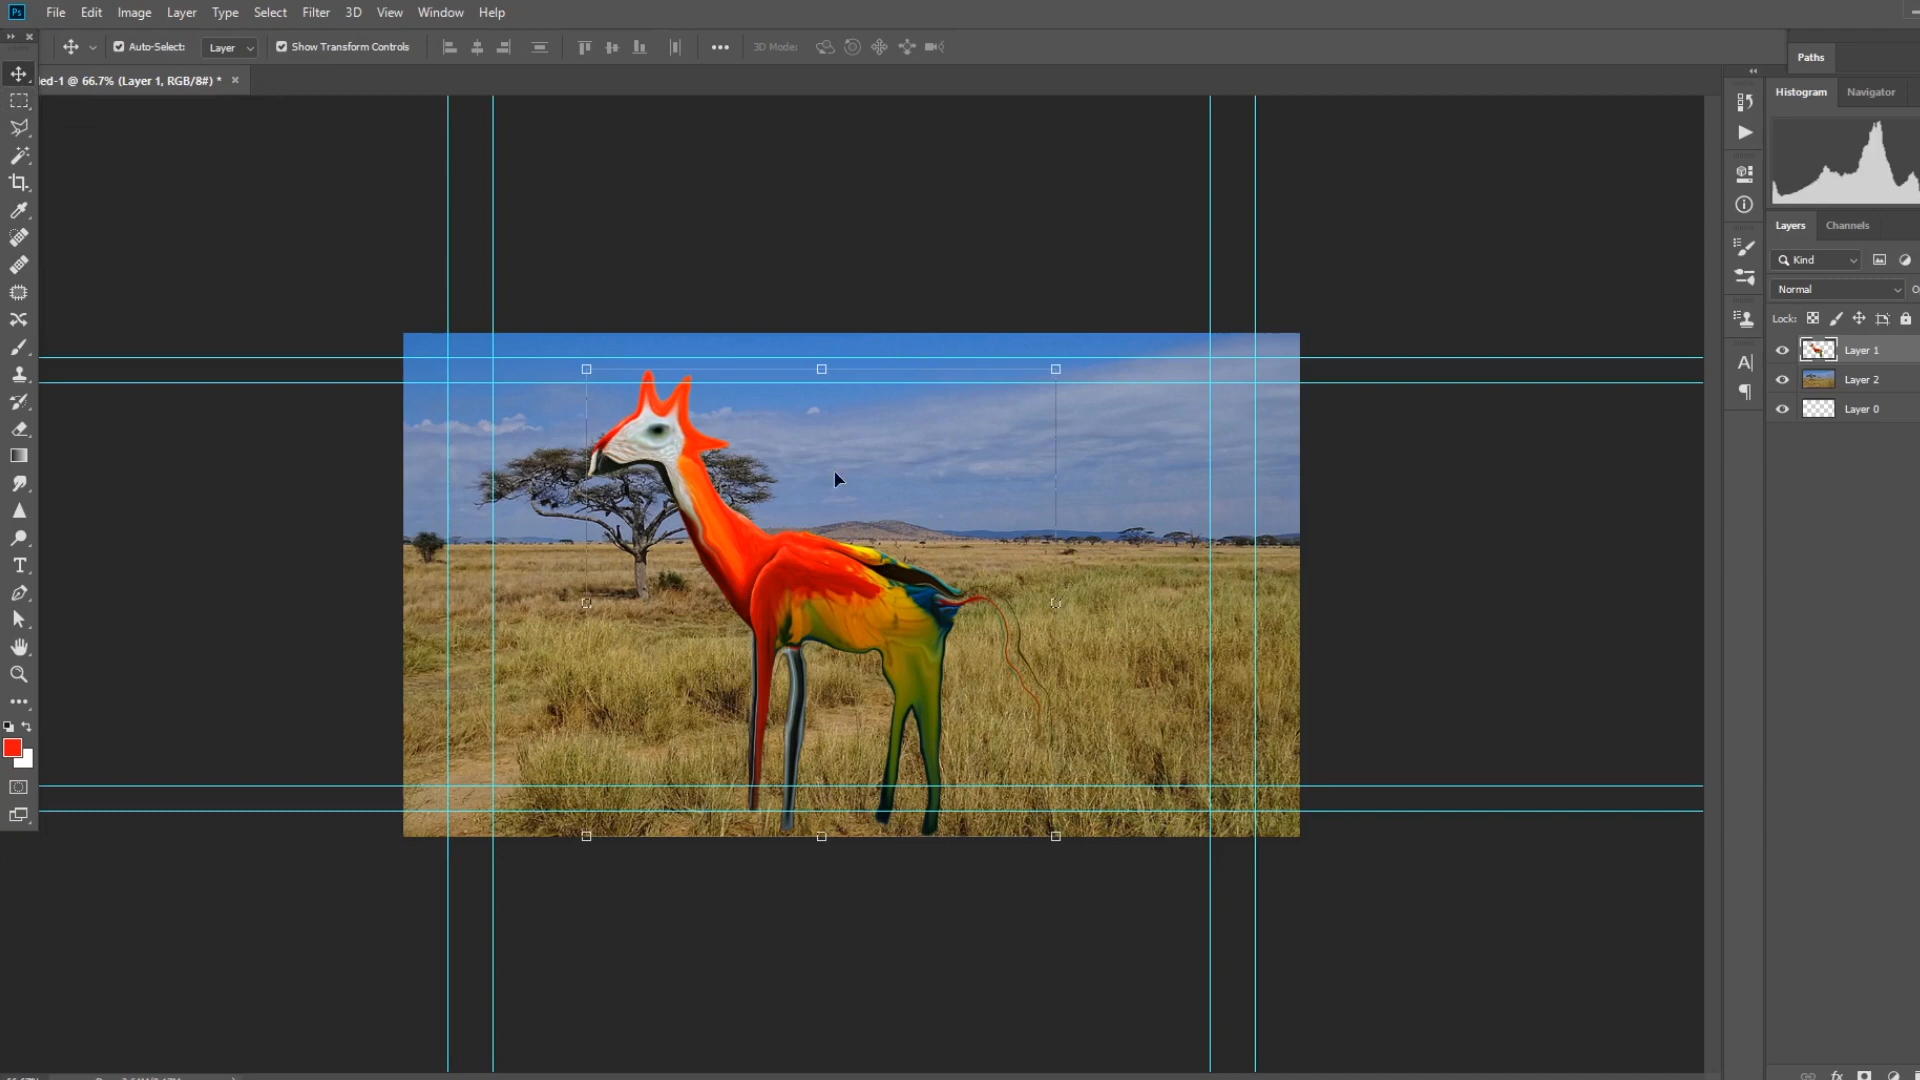 Ps File Edit Image Layer Type Select Filter 3D View Window Help
Auto-Select: Layer Show Transform Controls 3D Mode:
ed-1 @ 66.7% (Layer 1, RGB/8#) *
Paths
Histogram Navigator
Layers Channels
Kind
Normal
Lock:
Layer 1
Layer 2
Layer 0